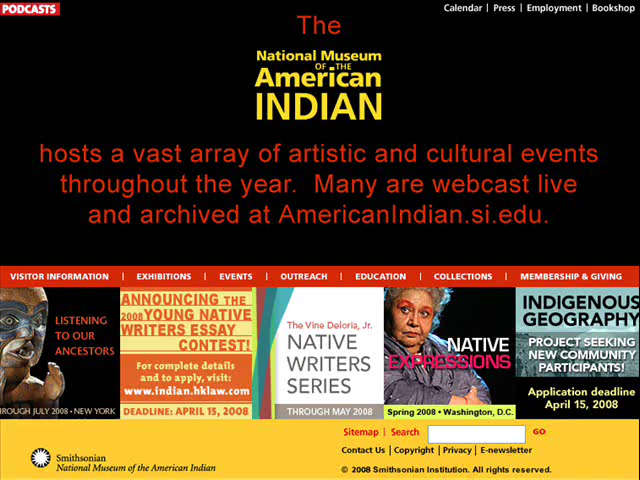 PODCASTS
Calendar | Press | Employment | Bookshop
The
National Museum
OF THE
American
INDIAN
hosts a vast array of artistic and cultural events
throughout the year. Many are webcast live
and archived at AmericanIndian.si.edu.
VISITOR INFORMATION | EXHIBITIONS | EVENTS | OUTREACH | EDUCATION | COLLECTIONS | MEMBERSHIP & GIVING
LISTENING
TO OUR
ANCESTORS
ROUGH JULY 2008 • NEW YORK
ANNOUNCING THE
2008 YOUNG NATIVE
WRITERS ESSAY
CONTEST!
For complete details
and to apply, visit:
www.indian.hklaw.com
DEADLINE: APRIL 15, 2008
The Vine Deloria, Jr.
NATIVE
WRITERS
SERIES
THROUGH MAY 2008
NATIVE
EXPRESSIONS
Spring 2008 • Washington, D.C.
INDIGENOUS
GEOGRAPHY
PROJECT SEEKING
NEW COMMUNITY
PARTICIPANTS!
Application deadline
April 15, 2008
Sitemap | Search GO
Contact Us | Copyright | Privacy | E-newsletter
Smithsonian
National Museum of the American Indian
© 2008 Smithsonian Institution. All rights reserved.